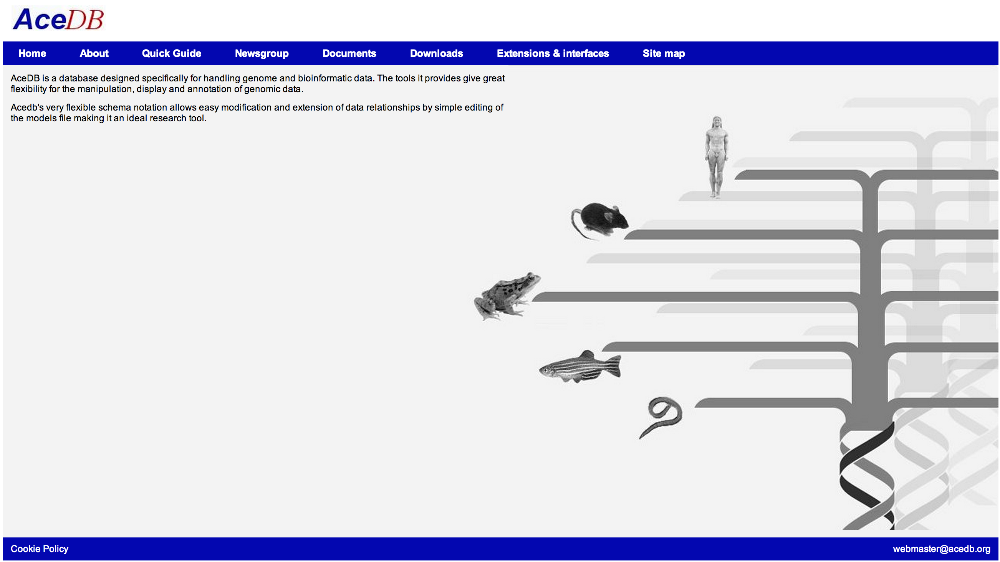 AceDB
Home About Quick Guide Newsgroup Documents Downloads Extensions & interfaces Site map
AceDB is a database designed specifically for handling genome and bioinformatic data. The tools it provides give great
flexibility for the manipulation, display and annotation of genomic data.
Acedb's very flexible schema notation allows easy modification and extension of data relationships by simple editing of
the models file making it an ideal research tool.
Cookie Policy webmaster@acedb.org